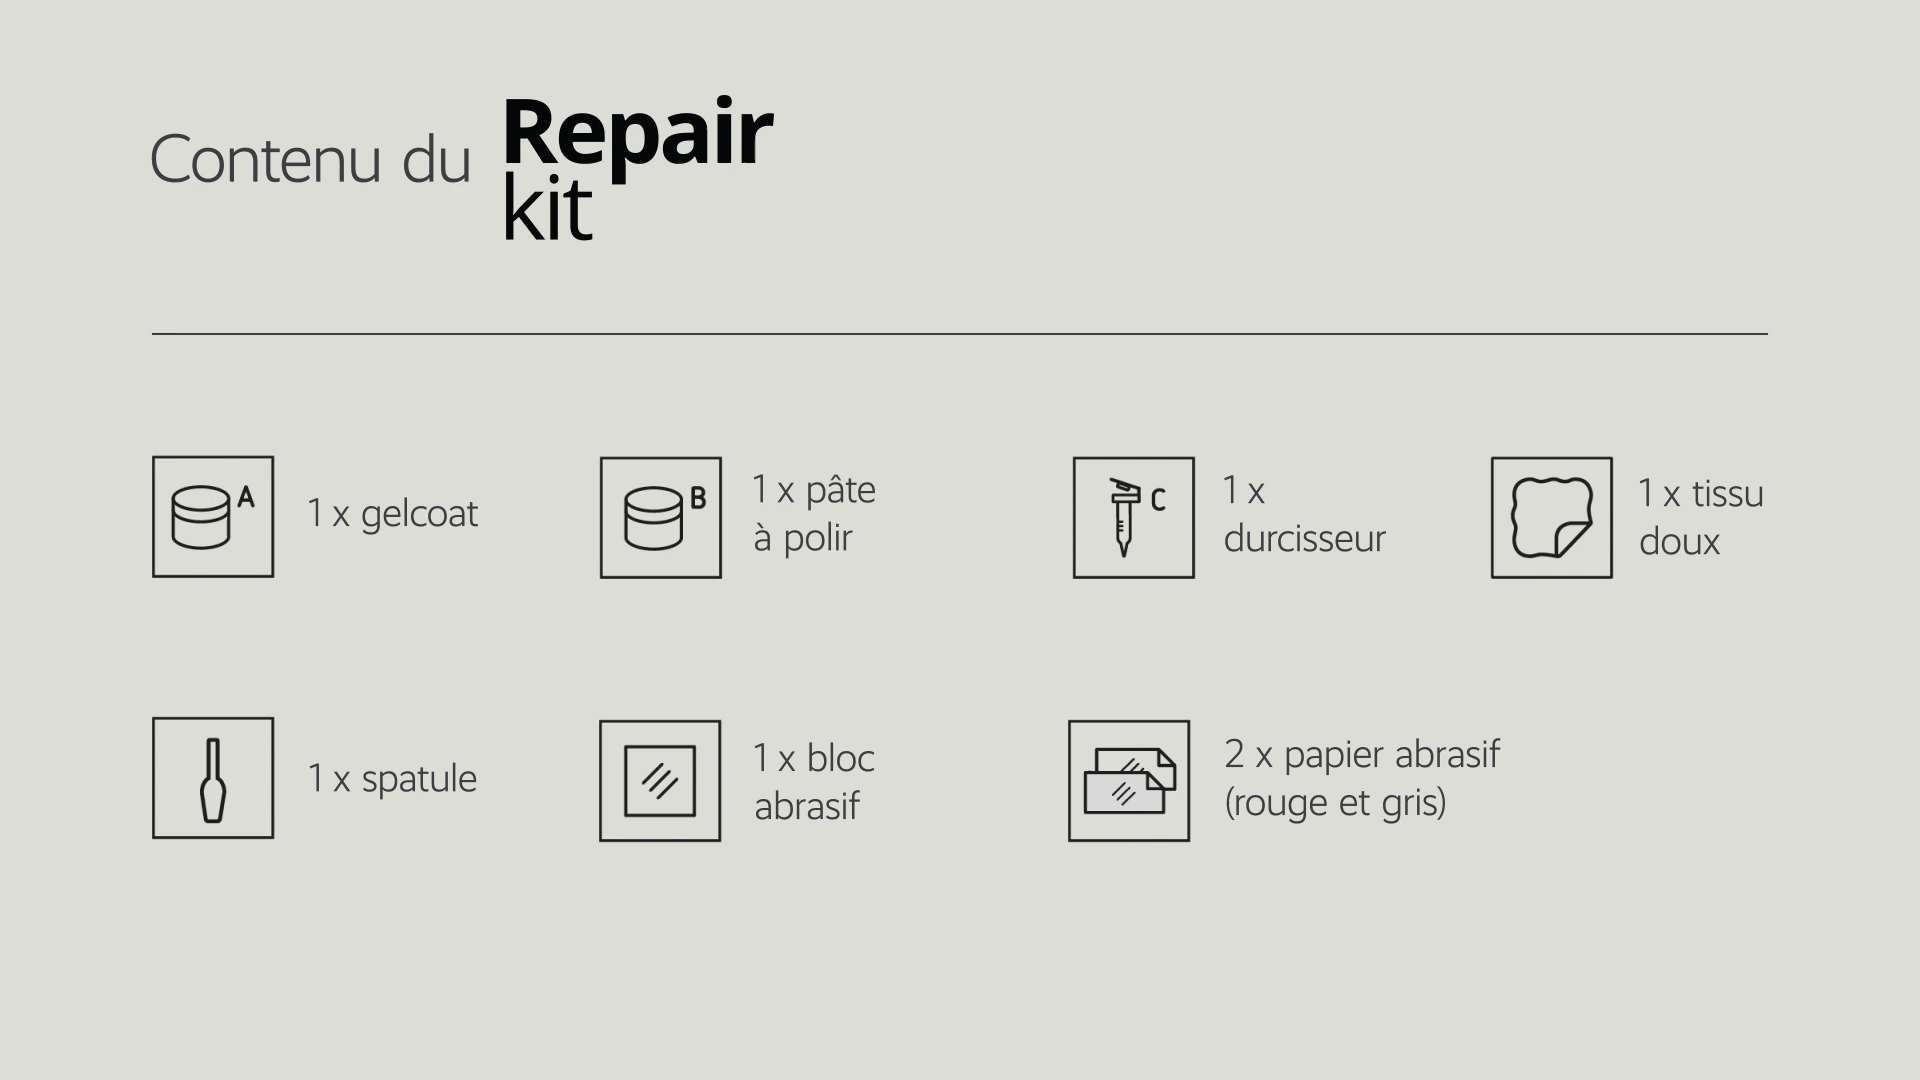 Contenu du Repair
kit
A
1 x gelcoat
B
1 x pâte
à polir
C
1 x
durcisseur
1 x tissu
doux
1 x spatule
1 x bloc
abrasif
2 x papier abrasif
(rouge et gris)